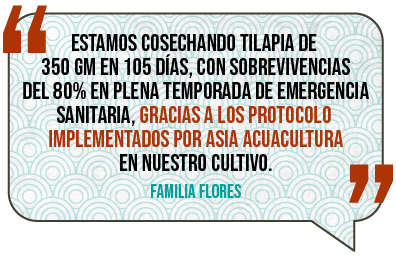 “
ESTAMOS COSECHANDO TILAPIA DE
350 GM EN 105 DÍAS, CON SOBREVIVENCIAS
DEL 80% EN PLENA TEMPORADA DE EMERGENCIA
SANITARIA, GRACIAS A LOS PROTOCOLO
IMPLEMENTADOS POR ASIA ACUACULTURA
EN NUESTRO CULTIVO.
”
FAMILIA FLORES